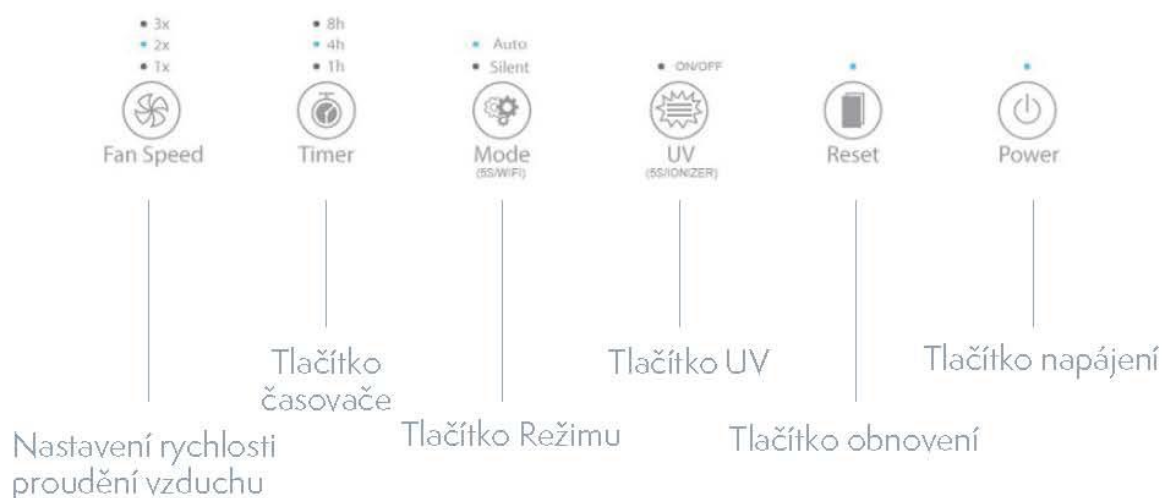 3x
2x
1x
Fan Speed
8h
4h
1h
Timer
Auto
Silent
Mode
(5S/WIFI)
ON/OFF
UV
(5S/IONIZER)
Reset
Power
Nastavení rychlosti
proudění vzduchu
Tlačítko
časovače
Tlačítko Režimu
Tlačítko UV
Tlačítko obnovení
Tlačítko napájení